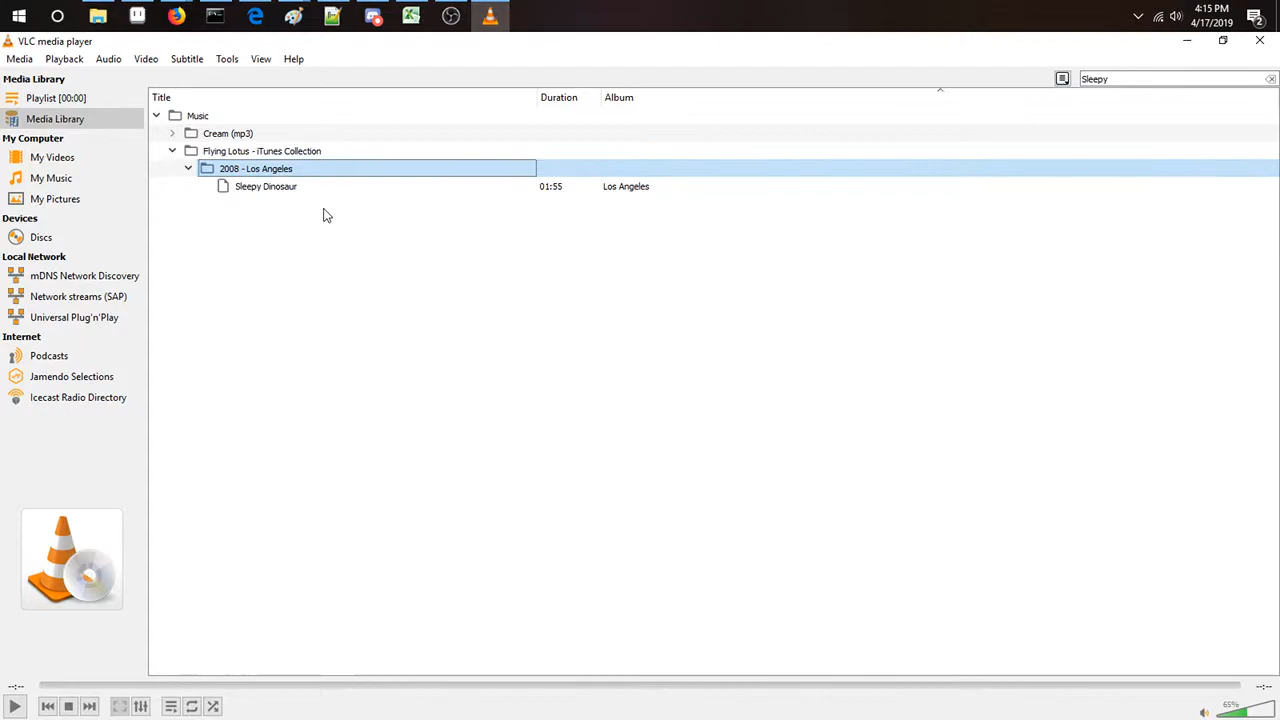 4:15 PM
4/17/2019
2
VLC media player
Media Playback Audio Video Subtitle Tools View Help
Media Library
Sleepy
Playlist [00:00]
Media Library
My Computer
My Videos
My Music
My Pictures
Devices
Discs
Local Network
mDNS Network Discovery
Network streams (SAP)
Universal Plug'n'Play
Internet
Podcasts
Jamendo Selections
Icecast Radio Directory
Title Duration Album
Music
Cream (mp3)
Flying Lotus - iTunes Collection
2008 - Los Angeles
Sleepy Dinosaur 01:55 Los Angeles
--:-- --:--
65%